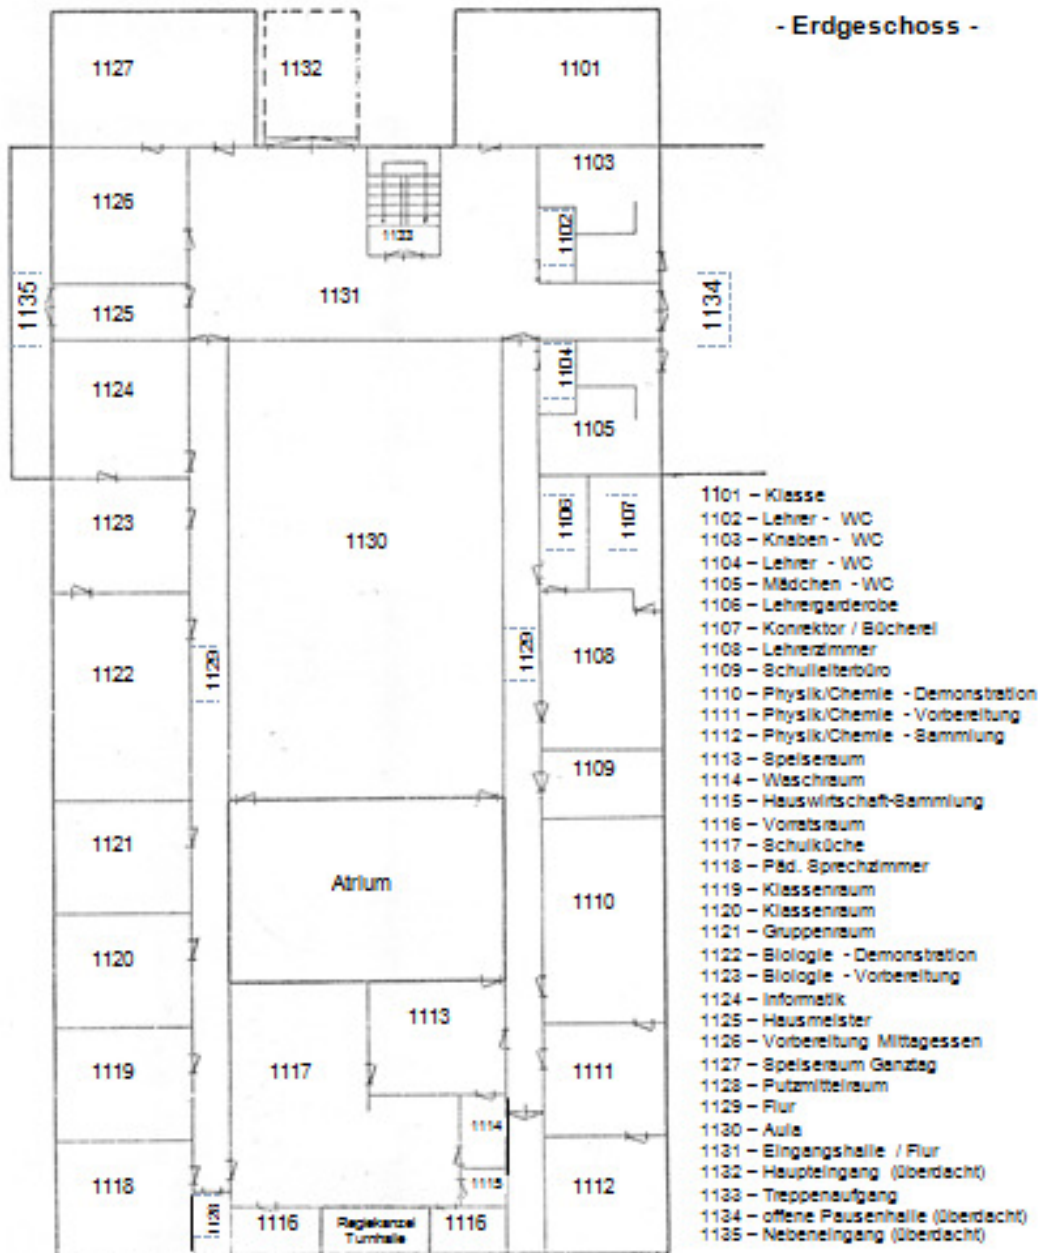 - Erdgeschoss -
1127
1132
1101
1126
1103
1102
1133
1135
1125
1131
1134
1124
1104
1105
1123
1130
1106
1107
1122
1129
1129
1108
1109
1121
Atrium
1110
1120
1113
1119
1117
1111
1114
1118
1115
1112
1128
1116
Regiekanzel
Turnhalle
1116
1101 – Klasse
1102 – Lehrer - WC
1103 – Knaben - WC
1104 – Lehrer - WC
1105 – Mädchen - WC
1106 – Lehrergarderobe
1107 – Konrektor / Bücherei
1108 – Lehrerzimmer
1109 – Schulleiterbüro
1110 – Physik/Chemie - Demonstration
1111 – Physik/Chemie - Vorbereitung
1112 – Physik/Chemie - Sammlung
1113 – Speiseraum
1114 – Waschraum
1115 – Hauswirtschaft-Sammlung
1116 – Vorratsraum
1117 – Schulküche
1118 – Päd. Sprechzimmer
1119 – Klassenraum
1120 – Klassenraum
1121 – Gruppenraum
1122 – Biologie - Demonstration
1123 – Biologie - Vorbereitung
1124 – Informatik
1125 – Hausmeister
1126 – Vorbereitung Mittagessen
1127 – Speiseraum Ganztag
1128 – Putzmittelraum
1129 – Flur
1130 – Aula
1131 – Eingangshalle / Flur
1132 – Haupteingang (überdacht)
1133 – Treppenaufgang
1134 – offene Pausenhalle (überdacht)
1135 – Nebeneingang (überdacht)